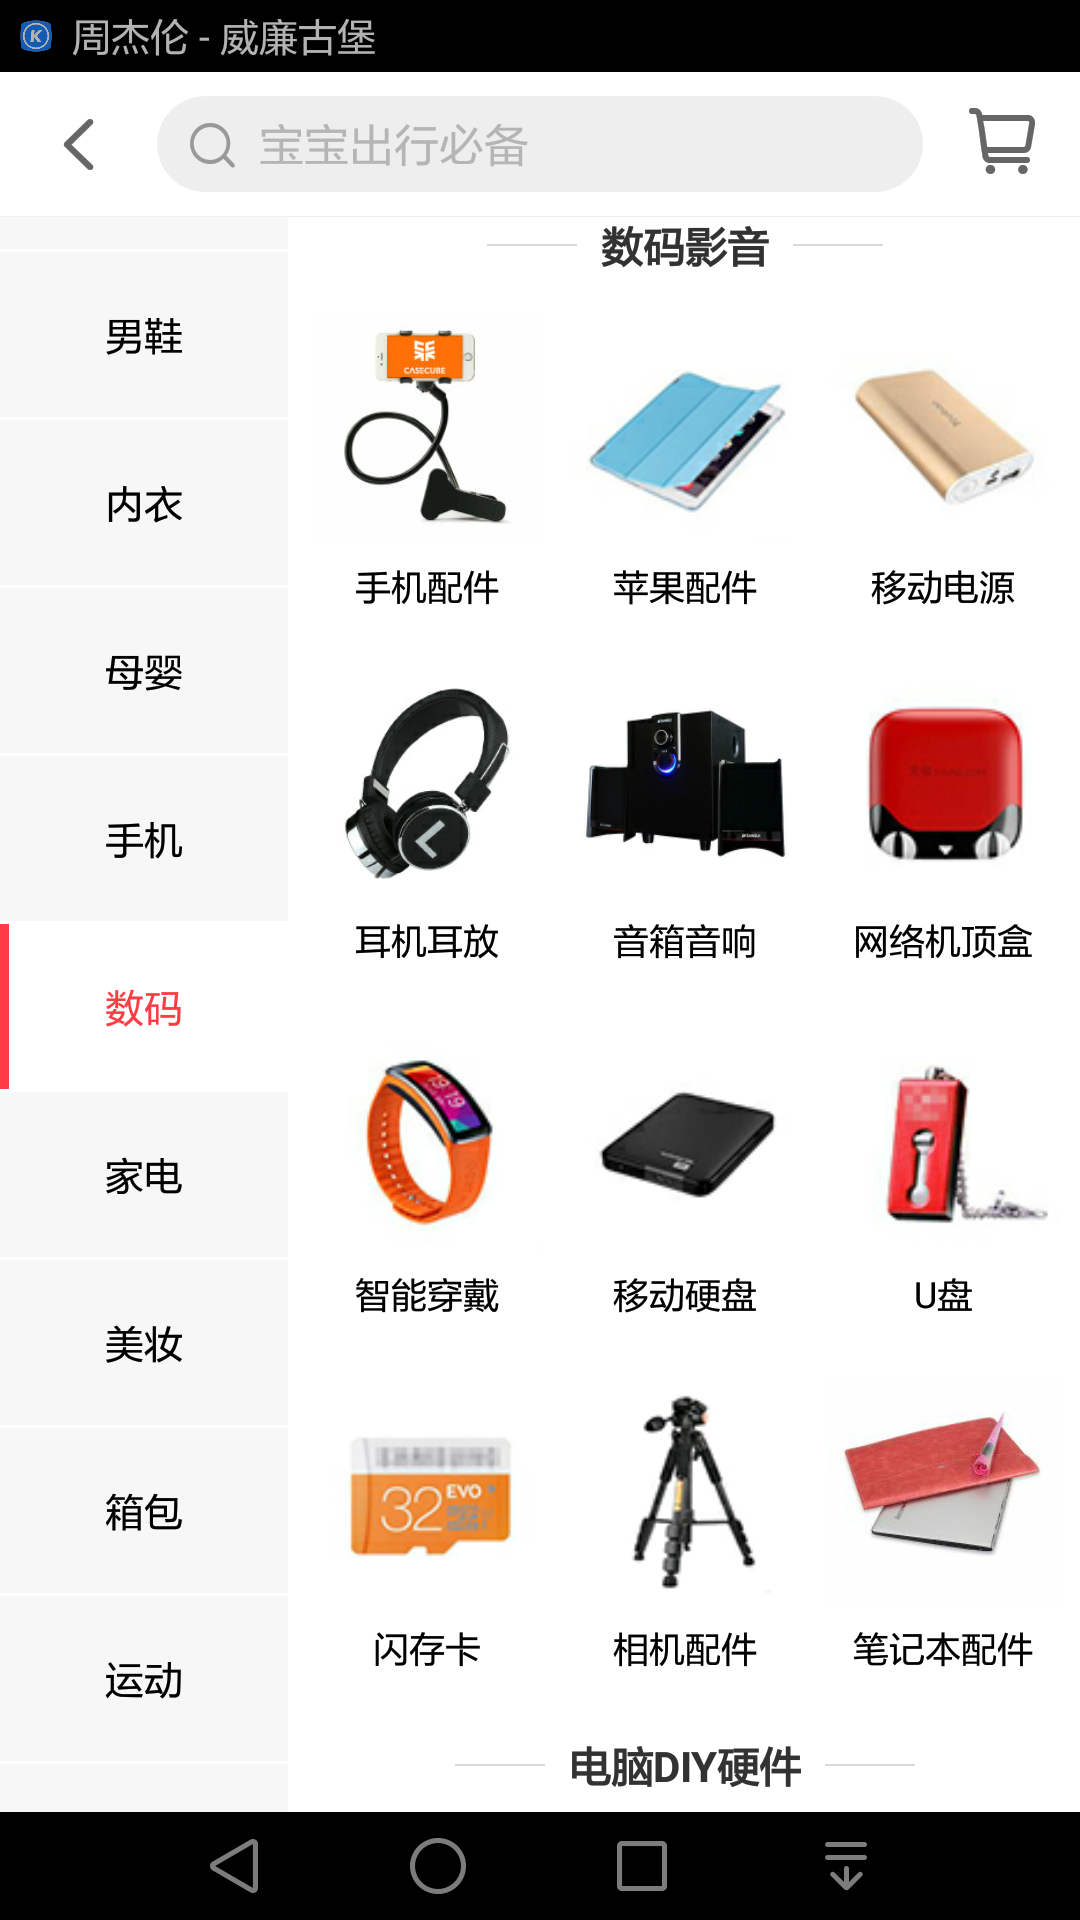 周杰伦 - 威廉古堡
宝宝出行必备
数码影音
男鞋
内衣
母婴
手机
数码
家电
美妆
箱包
运动
CASECUBE
手机配件
苹果配件
移动电源
耳机耳放
音箱音响
网络机顶盒
智能穿戴
移动硬盘
U盘
32
EVO
闪存卡
相机配件
笔记本配件
电脑DIY硬件